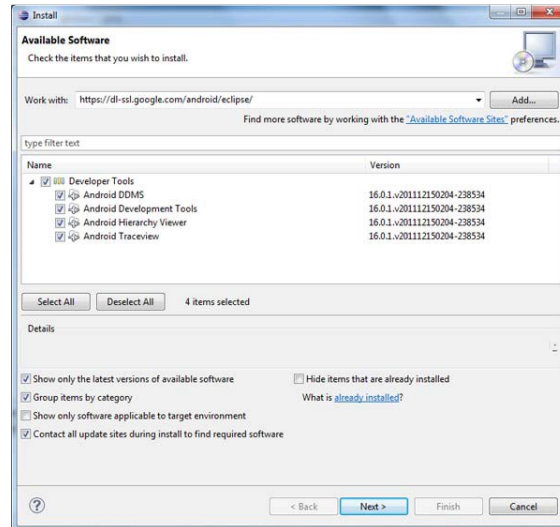 Install
Available Software
Check the items that you wish to install.
Work with: https://dl-ssl.google.com/android/eclipse/ Add...
Find more software by working with the "Available Software Sites" preferences.
type filter text
Name Version
Developer Tools
Android DDMS 16.0.1.v201112150204-238534
Android Development Tools 16.0.1.v201112150204-238534
Android Hierarchy Viewer 16.0.1.v201112150204-238534
Android Traceview 16.0.1.v201112150204-238534
Select All Deselect All 4 items selected
Details
Show only the latest versions of available software Hide items that are already installed
Group items by category What is already installed?
Show only software applicable to target environment
Contact all update sites during install to find required software
? < Back Next > Finish Cancel